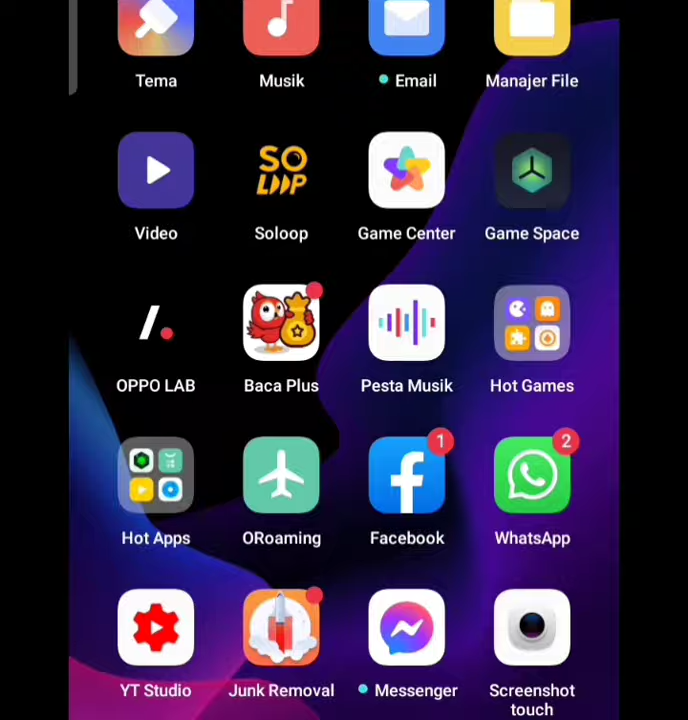 Tema Musik Email Manajer File
SO
LOOP
Video Soloop Game Center Game Space
OPPO LAB Baca Plus Pesta Musik Hot Games
1 2
Hot Apps ORoaming Facebook WhatsApp
YT Studio Junk Removal Messenger Screenshot
touch